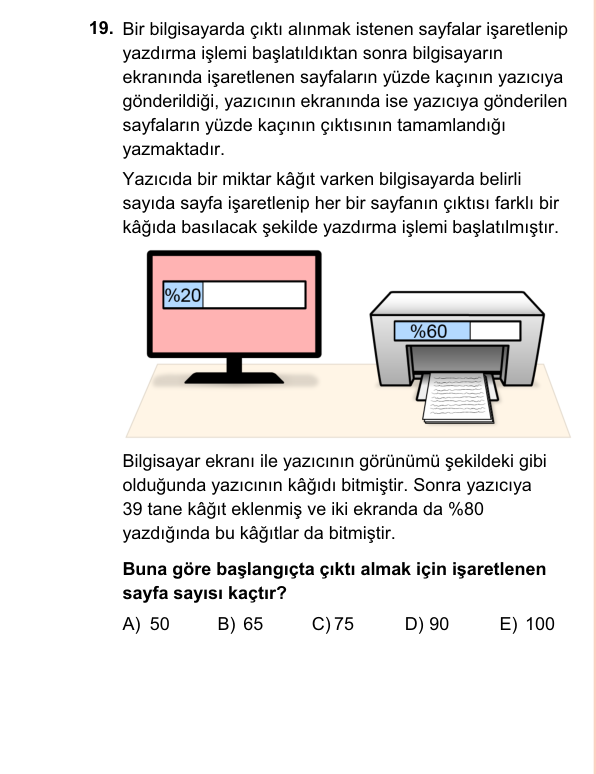 19. Bir bilgisayarda çıktı alınmak istenen sayfalar işaretlenip
yazdırma işlemi başlatıldıktan sonra bilgisayarın
ekranında işaretlenen sayfaların yüzde kaçının yazıcıya
gönderildiği, yazıcının ekranında ise yazıcıya gönderilen
sayfaların yüzde kaçının çıktısının tamamlandığı
yazmaktadır.
Yazıcıda bir miktar kâğıt varken bilgisayarda belirli
sayıda sayfa işaretlenip her bir sayfanın çıktısı farklı bir
kâğıda basılacak şekilde yazdırma işlemi başlatılmıştır.
%20
%60
Bilgisayar ekranı ile yazıcının görünümü şekildeki gibi
olduğunda yazıcının kâğıdı bitmiştir. Sonra yazıcıya
39 tane kâğıt eklenmiş ve iki ekranda da %80
yazdığında bu kâğıtlar da bitmiştir.
Buna göre başlangıçta çıktı almak için işaretlenen
sayfa sayısı kaçtır?
A) 50 B) 65 C) 75 D) 90 E) 100